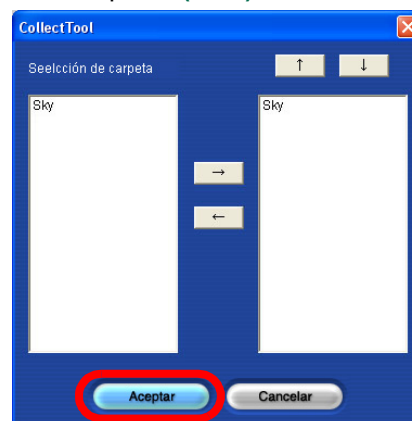 CollectTool
Seelcción de carpeta
↑ ↓
Sky Sky
→
←
Aceptar Cancelar